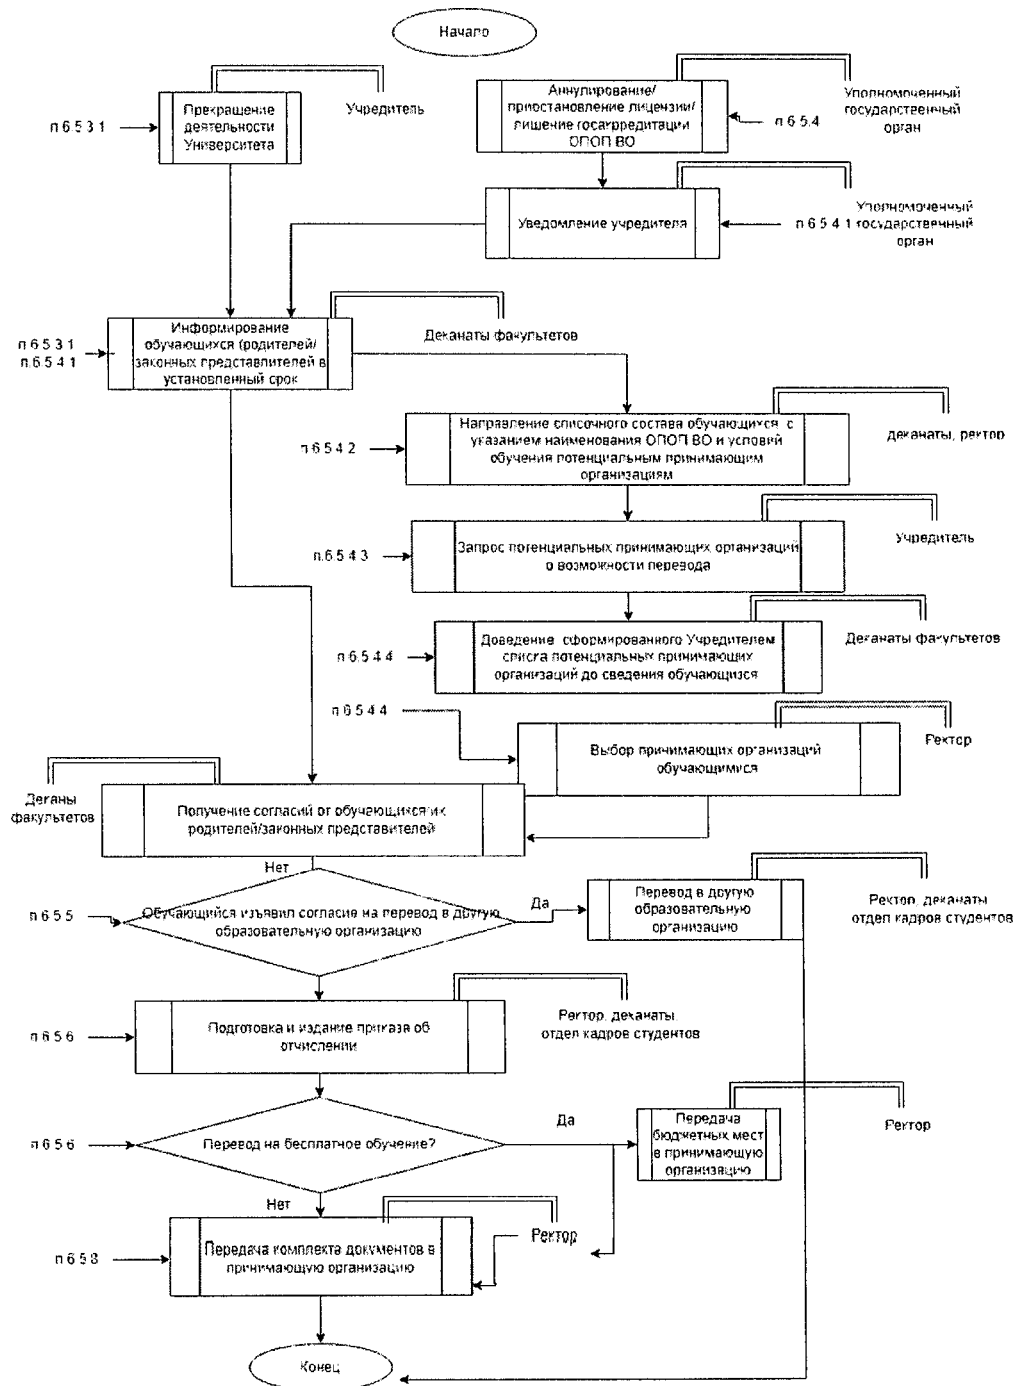 Начало
Прекращение
деятельности
Университета
Учредитель
п 6 5 3 1
Аннулирование/
приостановление лицензии/
лишение госаккредитации
ОПОП ВО
Уполномоченный
государственный
орган
п 6 5.4
Уведомление учредителя
Уполномоченный
п 6 5 4 1 государственный
орган
Информирование
обучающихся (родителей/
законных представптителей в
установленный срок
Деканаты факультетов
п 6 5 3 1
п.6 5 4 1
Направление списочного состава обучающихся с
указанием наименования ОПОП ВО и условий
обучения потенциальным принимающим
организациям
деканаты, ректор
п 6 5 4 2
Запрос потенциальных принимающих организаций
о возможности перевода
Учредитель
п.6 5 4 3
Доведение сформированного Учредителем
списка потенциальных принимающих
организаций до сведения обучающизся
Деканаты факультетов
п 6 5 4 4
п 6 5 4 4
Выбор принимающих организаций
обучающимися
Ректор
Деканы
факультетов
Получение согласий от обучающихся их
родителей/законных представителей
Нет
Обучающийся изъявил согласие на перевод в другую
образовательную организацию
п 6 5 5
Да
Перевод в другую
образовательную
организацию
Ректор, деканаты
отдел кадров студентов
Подготовка и издание приказа об
отчислении
Ректор, деканаты,
отдел кадров студентов
п 6 5 6
Перевод на бесплатное обучение?
п 6 5 6
Да
Передача
бюджетных мест
в принимающую
организацию
Ректор
Нет
Передача комплекта документов в
принимающую организацию
Ректор
п 6 5 8
Конец